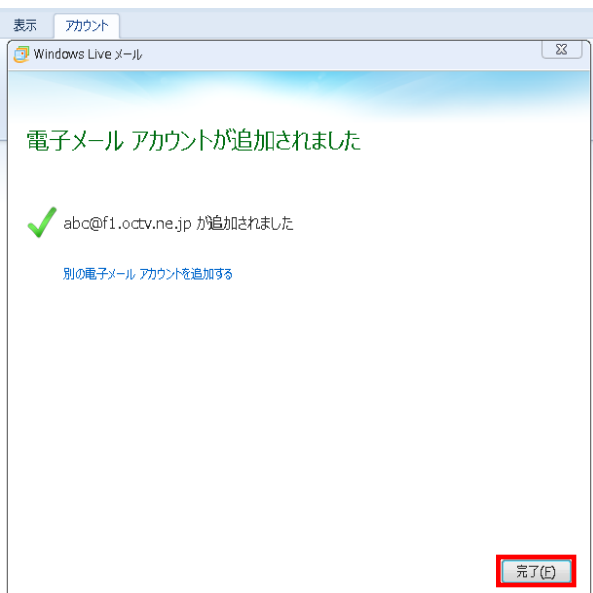 表示 アカウント
Windows Live メール
電子メール アカウントが追加されました
abc@f1.octv.ne.jp が追加されました
別の電子メール アカウントを追加する
完了(F)